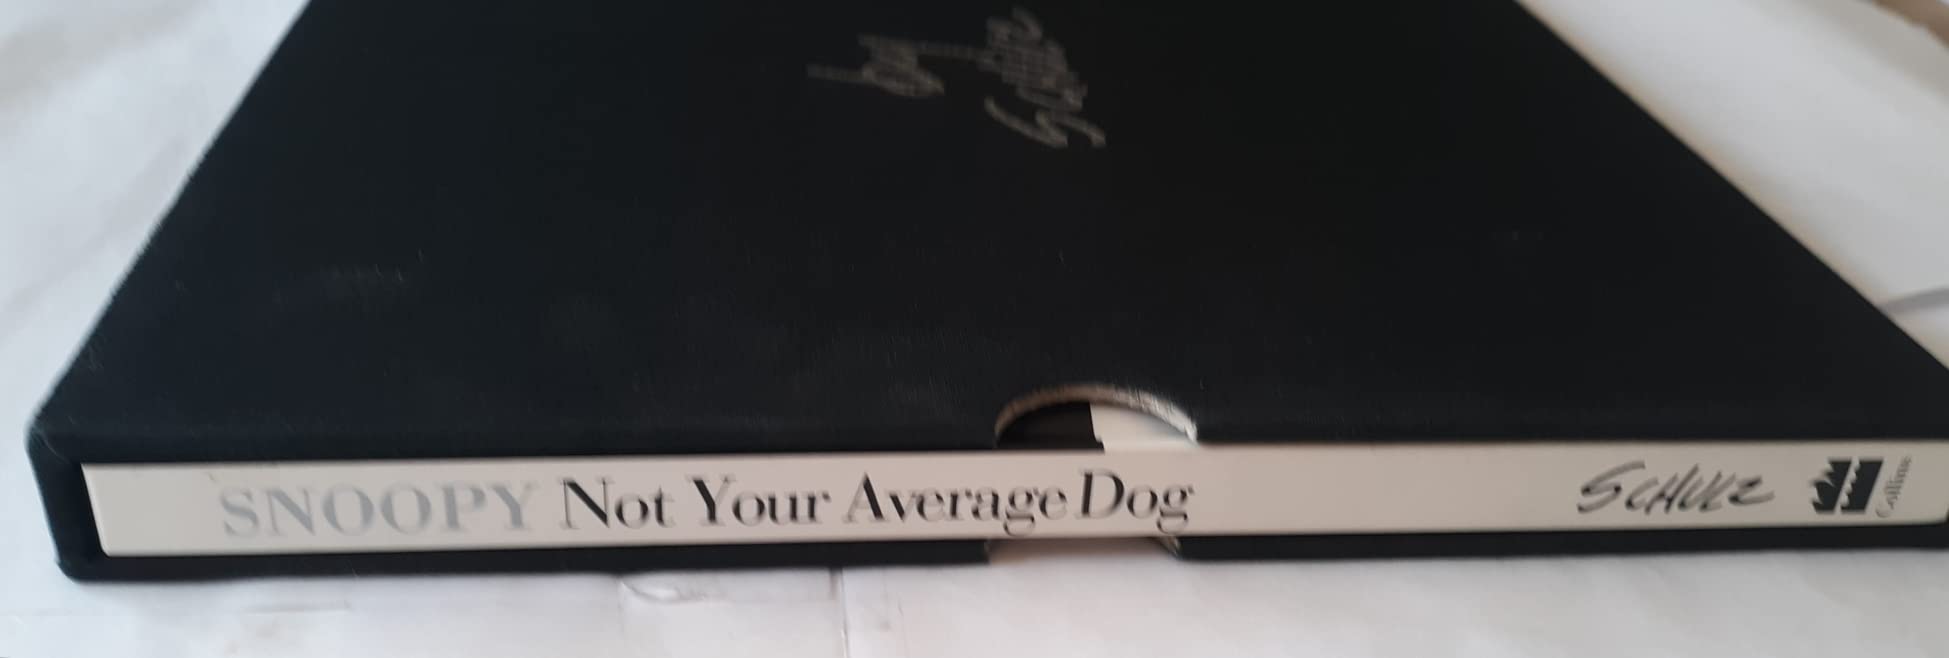 SNOOPY Not Your Average Dog SCHULZ Collins